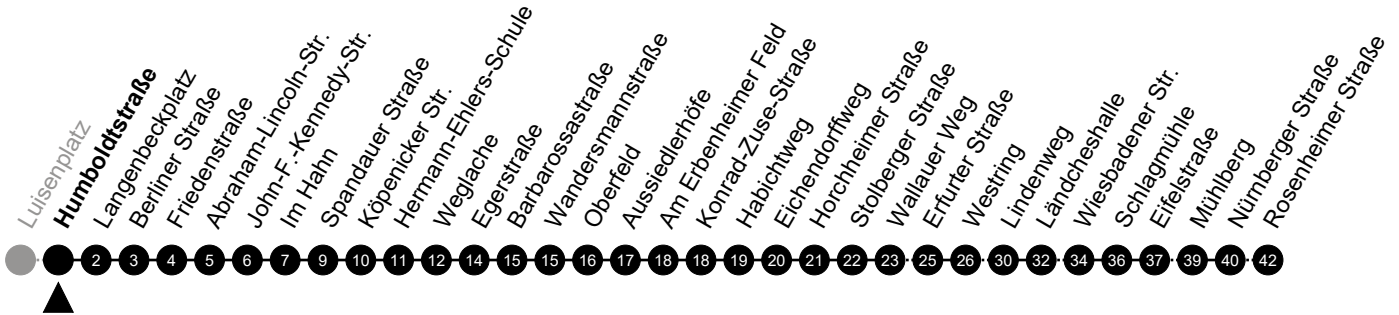 Luisenplatz
Humboldtstraße
Langenbeckplatz
Berliner Straße
Friedenstraße
Abraham-Lincoln-Str.
John-F.-Kennedy-Str.
Im Hahn
Spandauer Straße
Köpenicker Str.
Hermann-Ehlers-Schule
Weglache
Egerstraße
Barbarossastraße
Wandersmannstraße
Oberfeld
Aussiedlerhöfe
Am Erbenheimer Feld
Konrad-Zuse-Straße
Habichtweg
Eichendorffweg
Horchheimer Straße
Stolberger Straße
Wallauer Weg
Erfurter Straße
Westring
Lindenweg
Ländcheshalle
Wiesbadener Str.
Schlagmühle
Eifelstraße
Mühlberg
Nürnberger Straße
Rosenheimer Straße
2 3 4 5 6 7 9 10 11 12 14 15 15 16 17 18 18 19 20 21 22 23 25 26 30 32 34 36 37 39 40 42